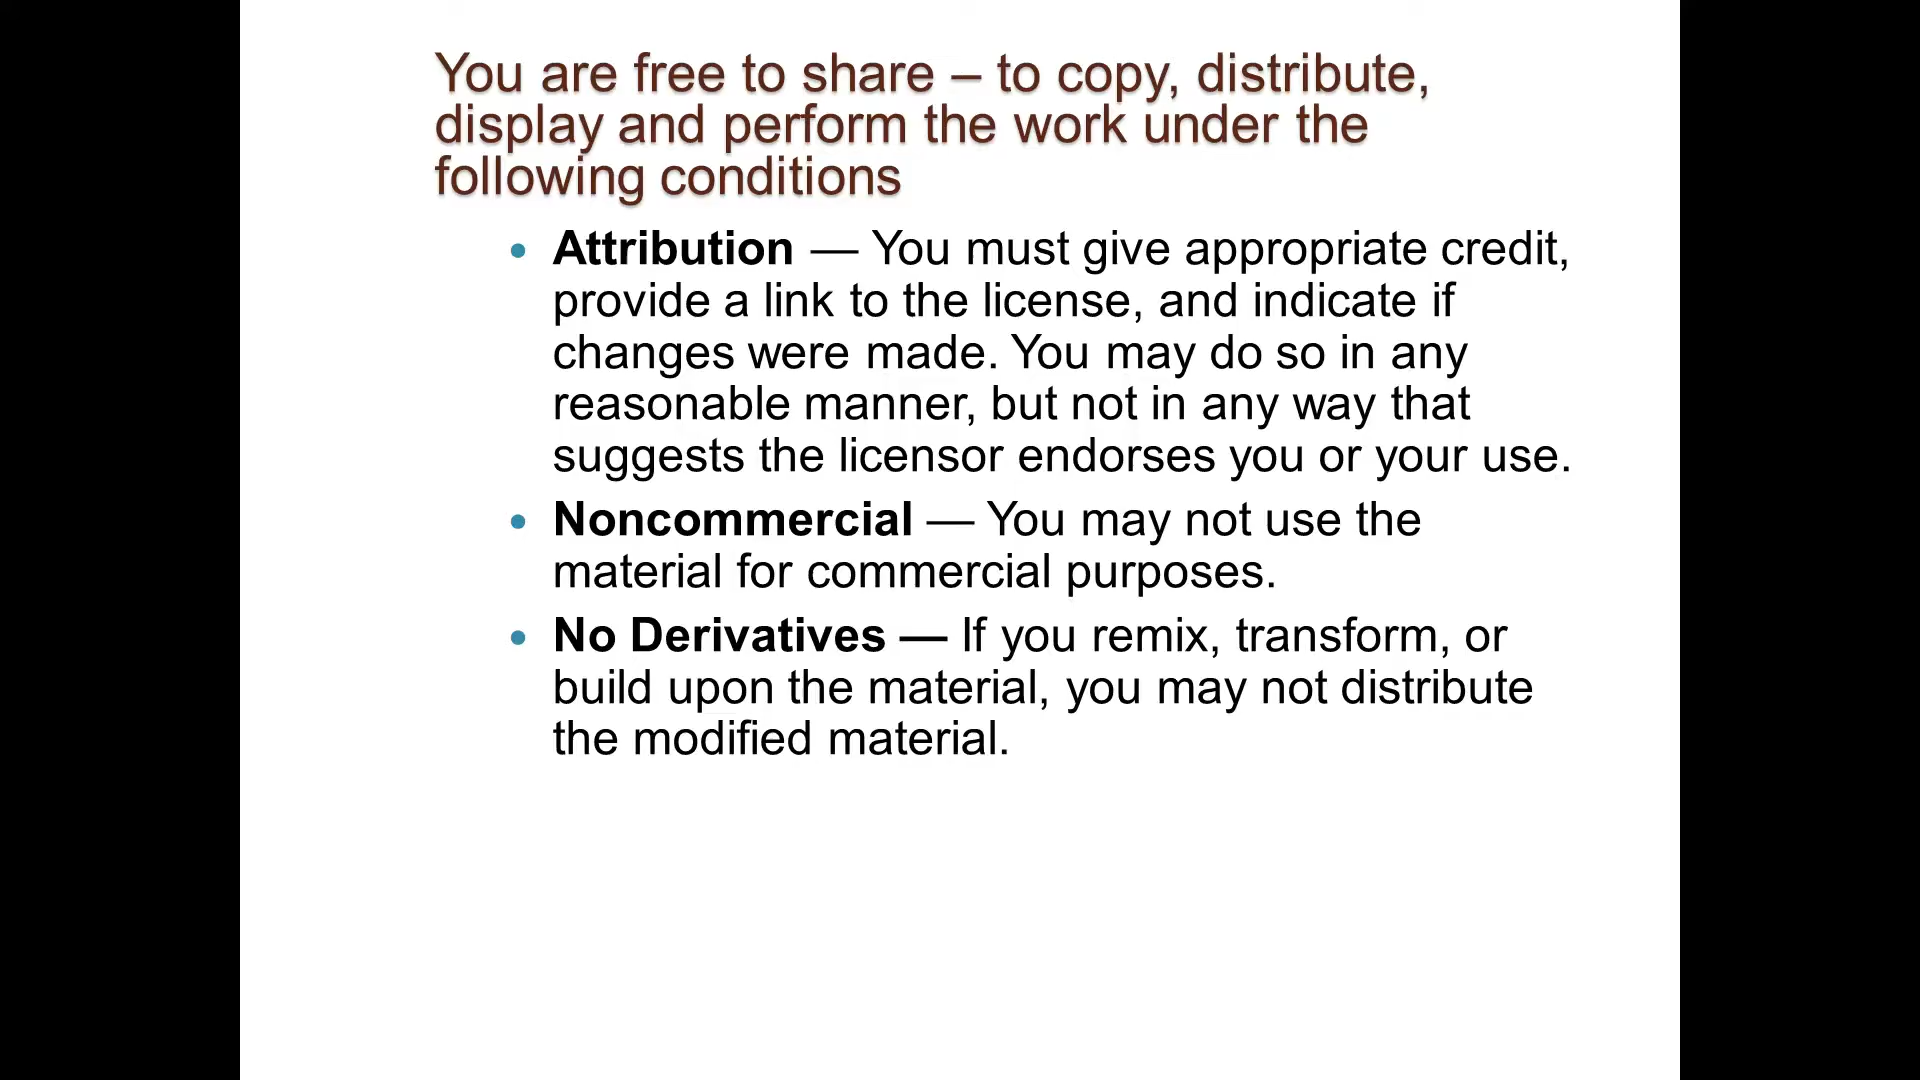 You are free to share – to copy, distribute,
display and perform the work under the
following conditions
• Attribution — You must give appropriate credit,
provide a link to the license, and indicate if
changes were made. You may do so in any
reasonable manner, but not in any way that
suggests the licensor endorses you or your use.
• Noncommercial — You may not use the
material for commercial purposes.
• No Derivatives — If you remix, transform, or
build upon the material, you may not distribute
the modified material.